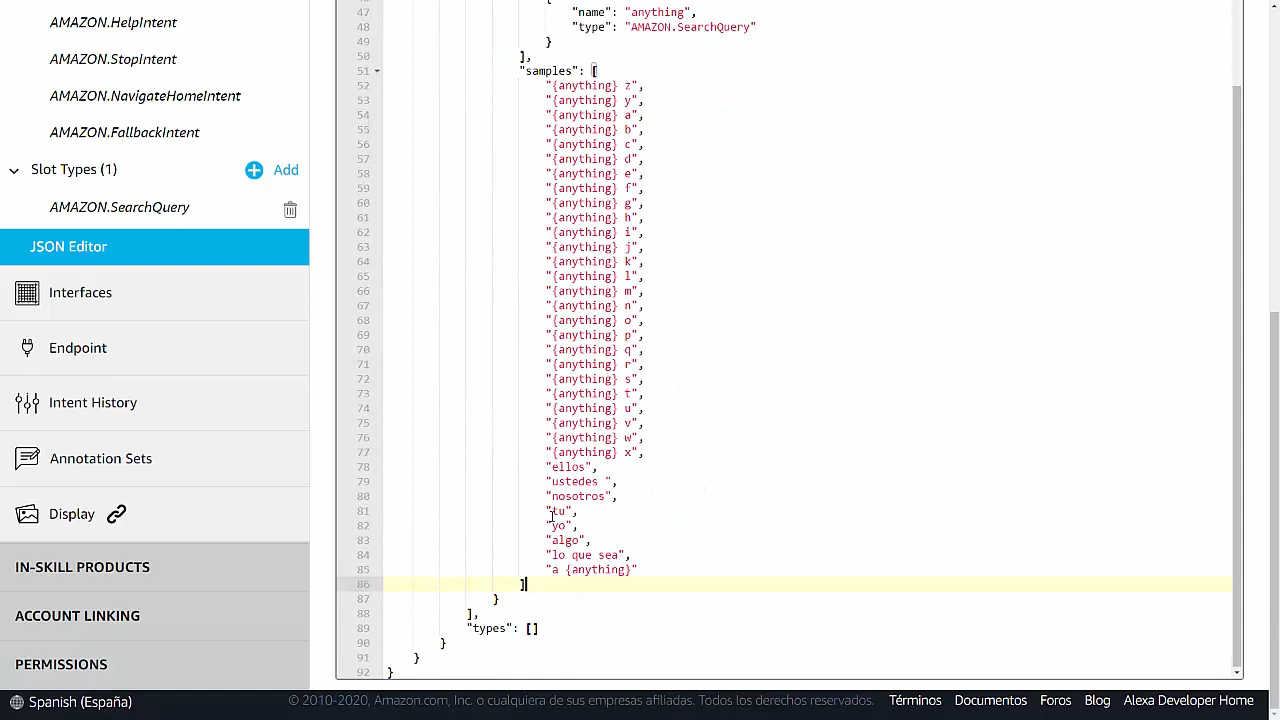 AMAZON.HelpIntent
AMAZON.StopIntent
AMAZON.NavigateHomeIntent
AMAZON.FallbackIntent
Slot Types (1)
Add
AMAZON.SearchQuery
JSON Editor
Interfaces
Endpoint
Intent History
Annotation Sets
Display
IN-SKILL PRODUCTS
ACCOUNT LINKING
PERMISSIONS
47 "name": "anything",
48 "type": "AMAZON.SearchQuery"
49 }
50 ],
51 "samples": [
52 "{anything} z",
53 "{anything} y",
54 "{anything} a",
55 "{anything} b",
56 "{anything} c",
57 "{anything} d",
58 "{anything} e",
59 "{anything} f",
60 "{anything} g",
61 "{anything} h",
62 "{anything} i",
63 "{anything} j",
64 "{anything} k",
65 "{anything} l",
66 "{anything} m",
67 "{anything} n",
68 "{anything} o",
69 "{anything} p",
70 "{anything} q",
71 "{anything} r",
72 "{anything} s",
73 "{anything} t",
74 "{anything} u",
75 "{anything} v",
76 "{anything} w",
77 "{anything} x",
78 "ellos",
79 "ustedes ",
80 "nosotros",
81 "tu",
82 "yo",
83 "algo",
84 "lo que sea",
85 "a {anything}"
86 ]
87 }
88 ],
89 "types": []
90 }
91 }
92 }
Spanish (España)
© 2010-2020, Amazon.com, Inc. o cualquiera de sus empresas afiliadas. Todos los derechos reservados.
Términos
Documentos
Foros
Blog
Alexa Developer Home